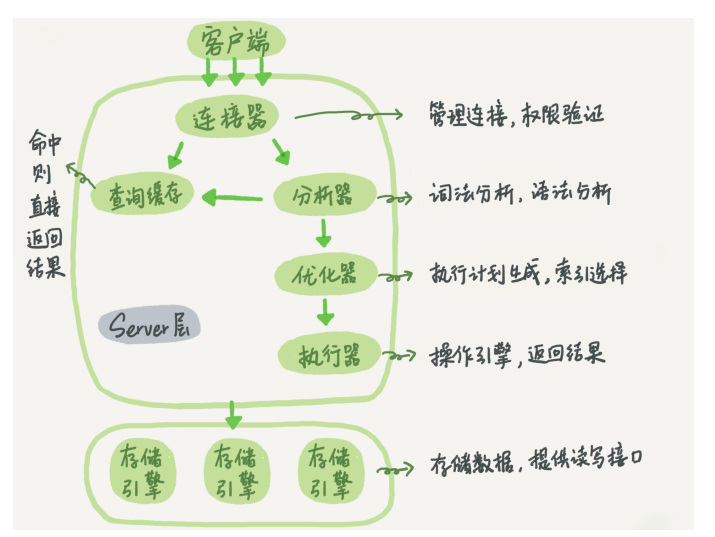 客户端
连接器
管理连接，权限验证
命中
则
直接
返回
结果
查询缓存
分析器
词法分析，语法分析
优化器
执行计划生成，索引选择
Server层
执行器
操作引擎，返回结果
存储
引擎
存储
引擎
存储
引擎
存储数据，提供读写接口